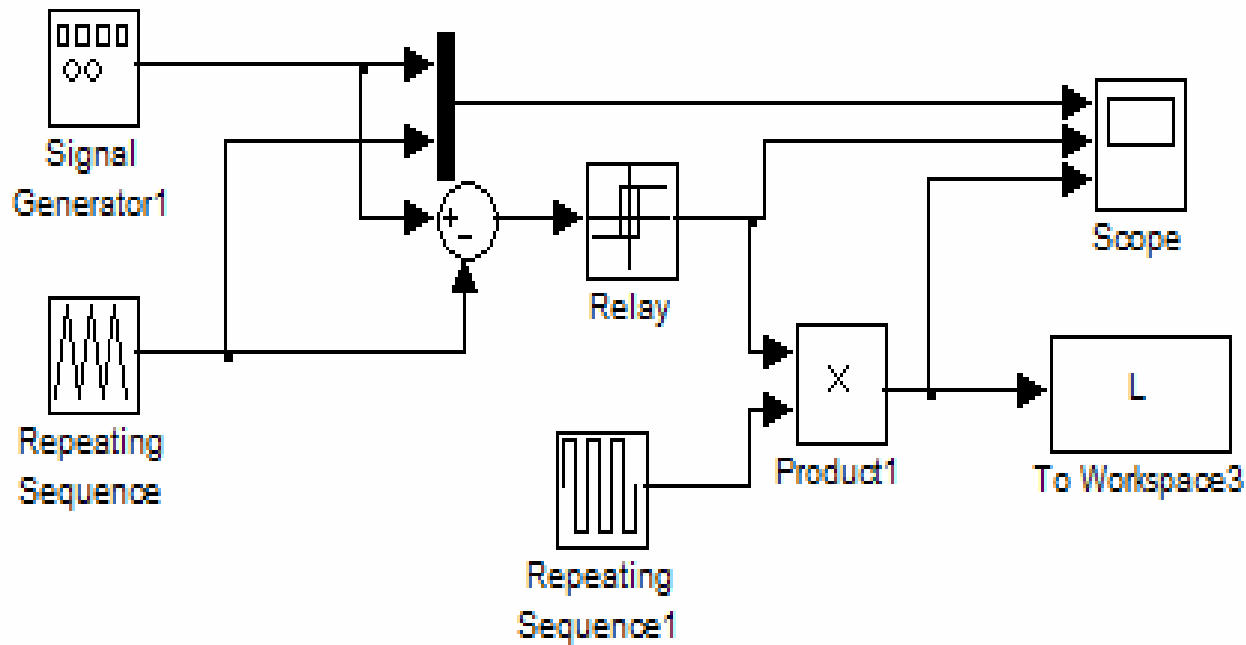 Signal
Generator1
Relay
Scope
Repeating
Sequence
X
Product1
L
To Workspace3
Repeating
Sequence1